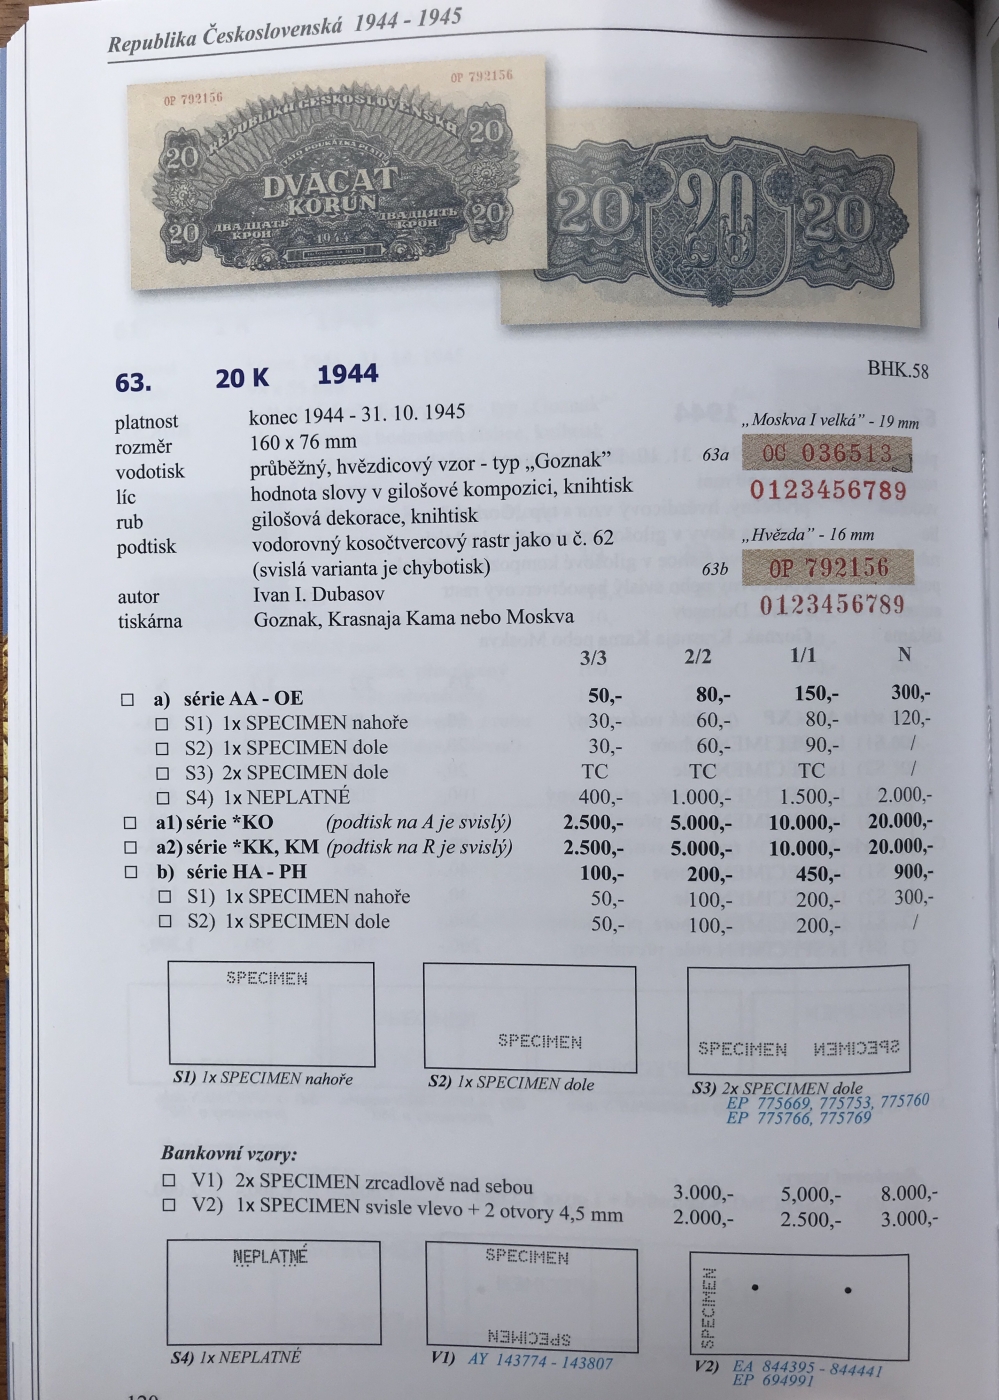 Republika Československá 1944 - 1945
OP 792156
OP 792156
REPUBLIKA ČESKOSLOVENSKÁ
20
20
TATO POUKÁZKA PLATÍ
DVACAT
KORUN
20
20
ДВАДЦАТЬ
КРОН
ДВАДЦЯТЬ
КРОН
1944
20
20
20
63. 20 K 1944
BHK.58
platnost konec 1944 - 31. 10. 1945
rozměr 160 x 76 mm
vodotisk průběžný, hvězdicový vzor - typ „Goznak”
líc hodnota slovy v gilošové kompozici, knihtisk
rub gilošová dekorace, knihtisk
podtisk vodorovný kosočtvercový rastr jako u č. 62
(svislá varianta je chybotisk)
autor Ivan I. Dubasov
tiskárna Goznak, Krasnaja Kama nebo Moskva
„Moskva I velká” - 19 mm
63a OC 036513
0123456789
„Hvězda” - 16 mm
63b OP 792156
0123456789
3/3 2/2 1/1 N
a) série AA - OE 50,- 80,- 150,- 300,-
S1) 1x SPECIMEN nahoře 30,- 60,- 80,- 120,-
S2) 1x SPECIMEN dole 30,- 60,- 90,- /
S3) 2x SPECIMEN dole TC TC TC /
S4) 1x NEPLATNÉ 400,- 1.000,- 1.500,- 2.000,-
a1) série *KO (podtisk na A je svislý) 2.500,- 5.000,- 10.000,- 20.000,-
a2) série *KK, KM (podtisk na R je svislý) 2.500,- 5.000,- 10.000,- 20.000,-
b) série HA - PH 100,- 200,- 450,- 900,-
S1) 1x SPECIMEN nahoře 50,- 100,- 200,- 300,-
S2) 1x SPECIMEN dole 50,- 100,- 200,- /
SPECIMEN
SPECIMEN
SPECIMEN SPECIMEN
S1) 1x SPECIMEN nahoře
S2) 1x SPECIMEN dole
S3) 2x SPECIMEN dole
EP 775669, 775753, 775760
EP 775766, 775769
Bankovní vzory:
V1) 2x SPECIMEN zrcadlově nad sebou 3.000,- 5,000,- 8.000,-
V2) 1x SPECIMEN svisle vlevo + 2 otvory 4,5 mm 2.000,- 2.500,- 3.000,-
NEPLATNÉ
SPECIMEN
SPECIMEN
SPECIMEN
S4) 1x NEPLATNÉ
V1) AY 143774 - 143807
V2) EA 844395 - 844441
EP 694991